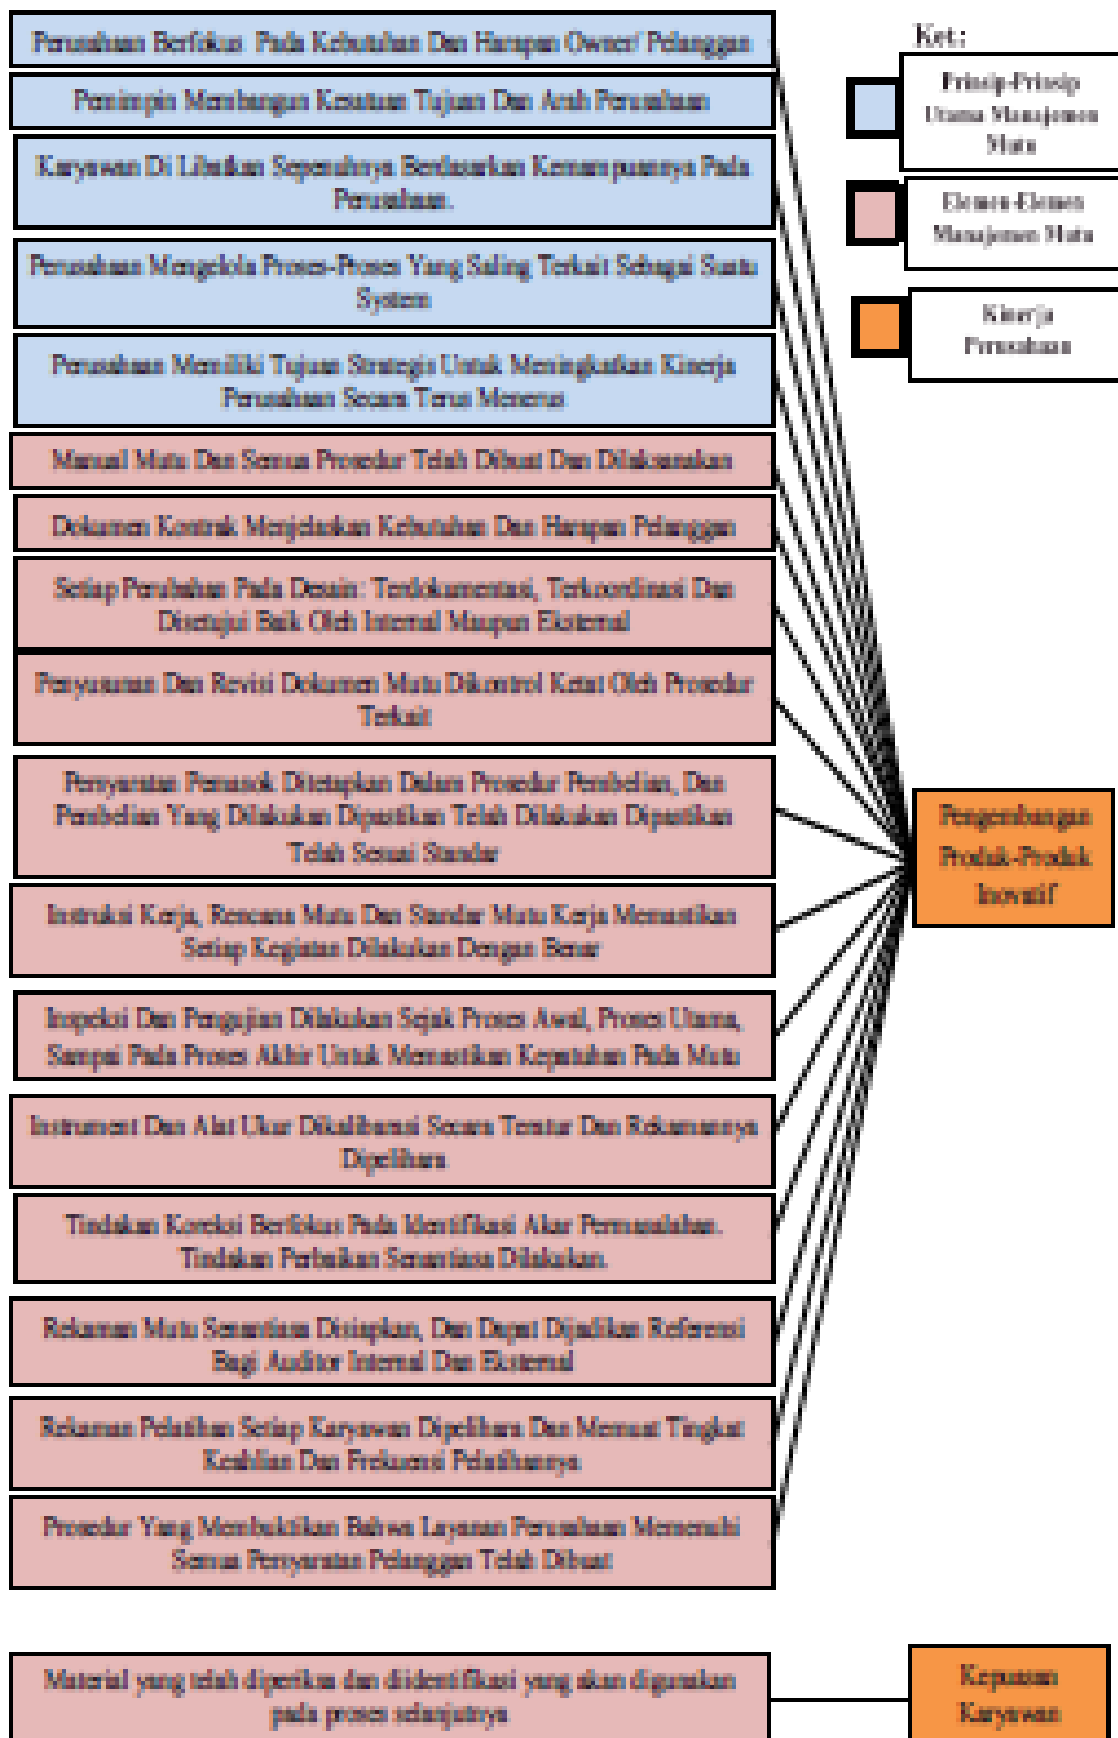 Perusahaan Berfokus Pada Kebutuhan Dan Harapan Owner/ Pelanggan
Pemimpin Membangun Kesatuan Tujuan Dan Arah Perusahaan
Karyawan Di Libatkan Sepenuhnya Berdasarkan Kemampuannya Pada
Perusahaan.
Perusahaan Mengelola Proses-Proses Yang Saling Terkait Sebagai Suatu
System
Perusahaan Memiliki Tujuan Strategis Untuk Meningkatkan Kinerja
Perusahaan Secara Terus Menerus
Manual Mutu Dan Semua Prosedur Telah Dibuat Dan Dilaksanakan
Dokumen Kontrak Menjelaskan Kebutuhan Dan Harapan Pelanggan
Setiap Perubahan Pada Desain: Terdokumentasi, Terkoordinasi Dan
Disetujui Baik Oleh Internal Maupun Eksternal
Penyusunan Dan Revisi Dokumen Mutu Dikontrol Ketat Oleh Prosedur
Terkait
Persyaratan Pemasok Ditetapkan Dalam Prosedur Pembelian, Dan
Pembelian Yang Dilakukan Dipastikan Telah Dilakukan Dipastikan
Telah Sesuai Standar
Instruksi Kerja, Rencana Mutu Dan Standar Mutu Kerja Memastikan
Setiap Kegiatan Dilakukan Dengan Benar
Inspeksi Dan Pengujian Dilakukan Sejak Proses Awal, Proses Utama,
Sampai Pada Proses Akhir Untuk Memastikan Kepatuhan Pada Mutu
Instrument Dan Alat Ukur Dikalibarasi Secara Teratur Dan Rekamannya
Dipelihara
Tindakan Koreksi Berfokus Pada Identifikasi Akar Permasalahan.
Tindakan Perbaikan Senantiasa Dilakukan.
Rekaman Mutu Senantiasa Disiapkan, Dan Dapat Dijadikan Referensi
Bagi Auditor Internal Dan Eksternal
Rekaman Pelatihan Setiap Karyawan Dipelihara Dan Memuat Tingkat
Keahlian Dan Frekuensi Pelatihannya
Prosedur Yang Membuktikan Bahwa Layanan Perusahaan Memenuhi
Semua Persyaratan Pelanggan Telah Dibuat
Material yang telah diperiksa dan diidentifikasi yang akan digunakan
pada proses selanjutnya
Ket:
Prinsip-Prinsip
Utama Manajemen
Mutu
Elemen-Elemen
Manajemen Mutu
Kinerja
Perusahaan
Pengembangan
Produk-Produk
Inovatif
Kepuasan
Karyawan